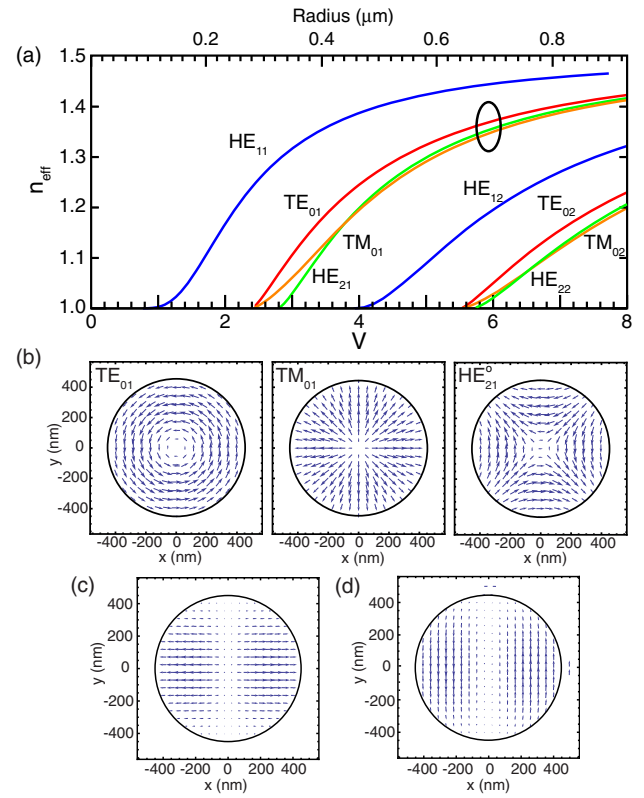 Radius (μm)
0 0.2 0.4 0.6 0.8
(a)
1.5
1.4
1.3
1.2
1.1
1.0
n_eff
HE₁₁
TE₀₁
HE₁₂
TE₀₂
TM₀₁
TM₀₂
HE₂₁
HE₂₂
0 2 4 6 8
V
(b)
TE₀₁ TM₀₁ HE₂₁ᵒ
400
200
0
-200
-400
y (nm)
-400 -200 0 200 400 -400 -200 0 200 400 -400 -200 0 200 400
x (nm) x (nm) x (nm)
(c) (d)
400 400
200 200
0 0
-200 -200
-400 -400
y (nm) y (nm)
-400 -200 0 200 400 -400 -200 0 200 400
x (nm) x (nm)